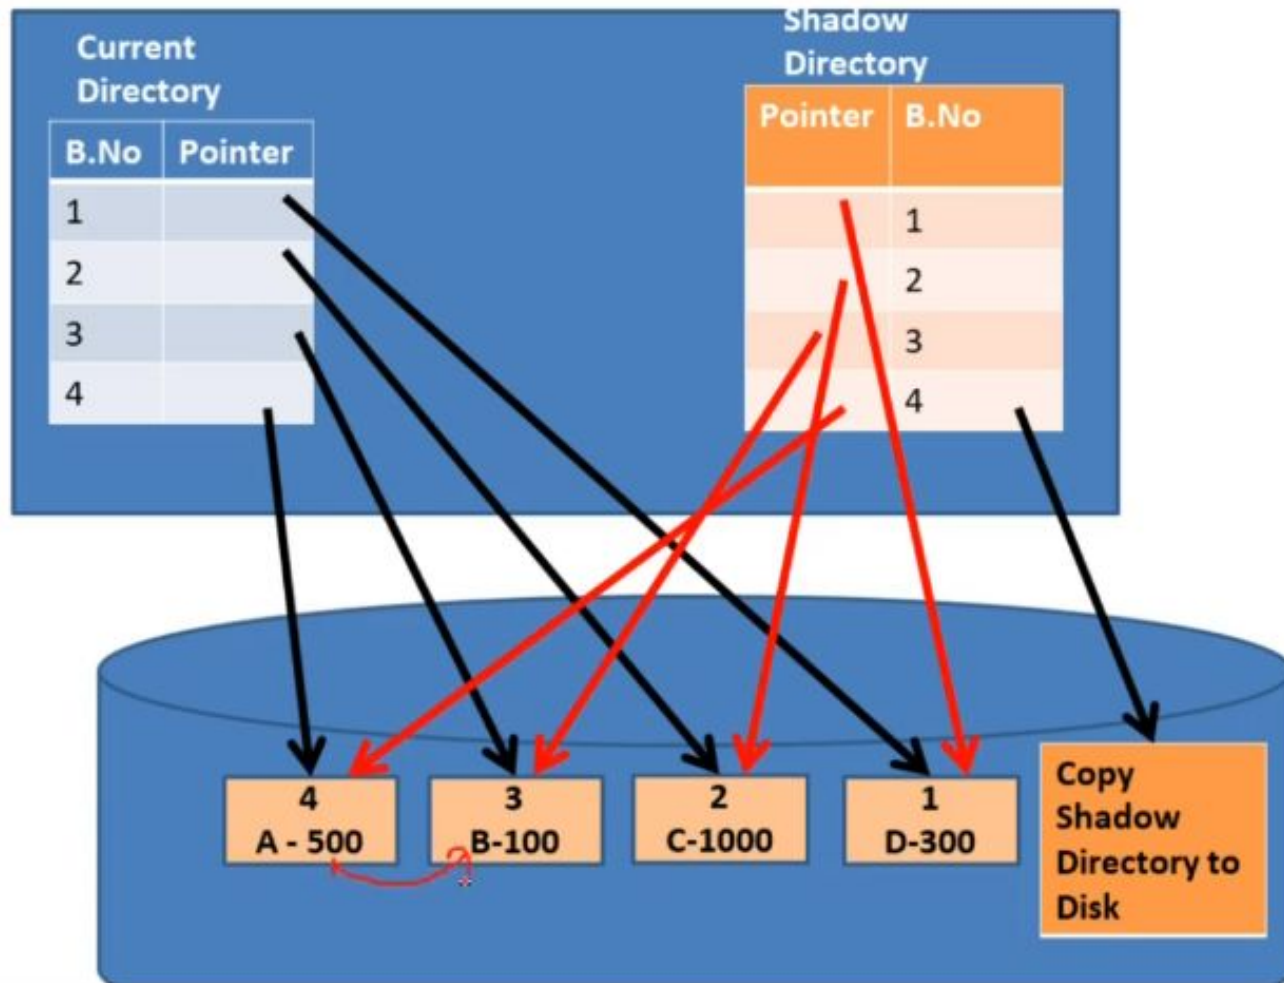 Current
Directory
B.No Pointer
1
2
3
4
Shadow
Directory
Pointer B.No
1
2
3
4
4
A - 500
3
B-100
2
C-1000
1
D-300
Copy
Shadow
Directory to
Disk